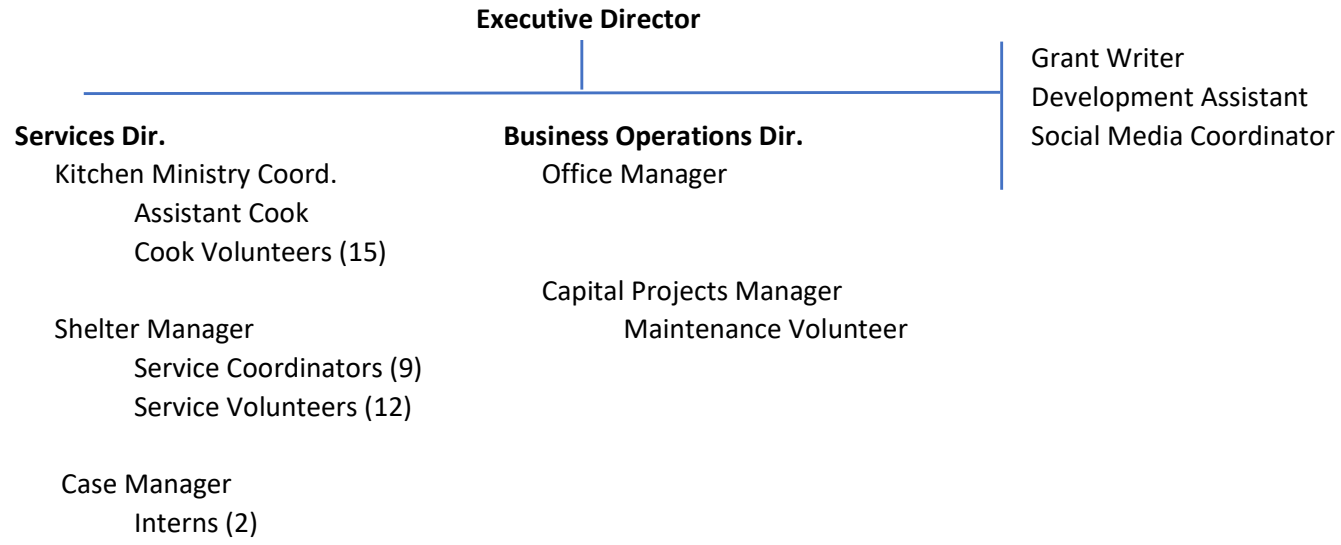 Executive Director
Grant Writer
Development Assistant
Social Media Coordinator
Services Dir.
Kitchen Ministry Coord.
Assistant Cook
Cook Volunteers (15)
Shelter Manager
Service Coordinators (9)
Service Volunteers (12)
Case Manager
Interns (2)
Business Operations Dir.
Office Manager
Capital Projects Manager
Maintenance Volunteer